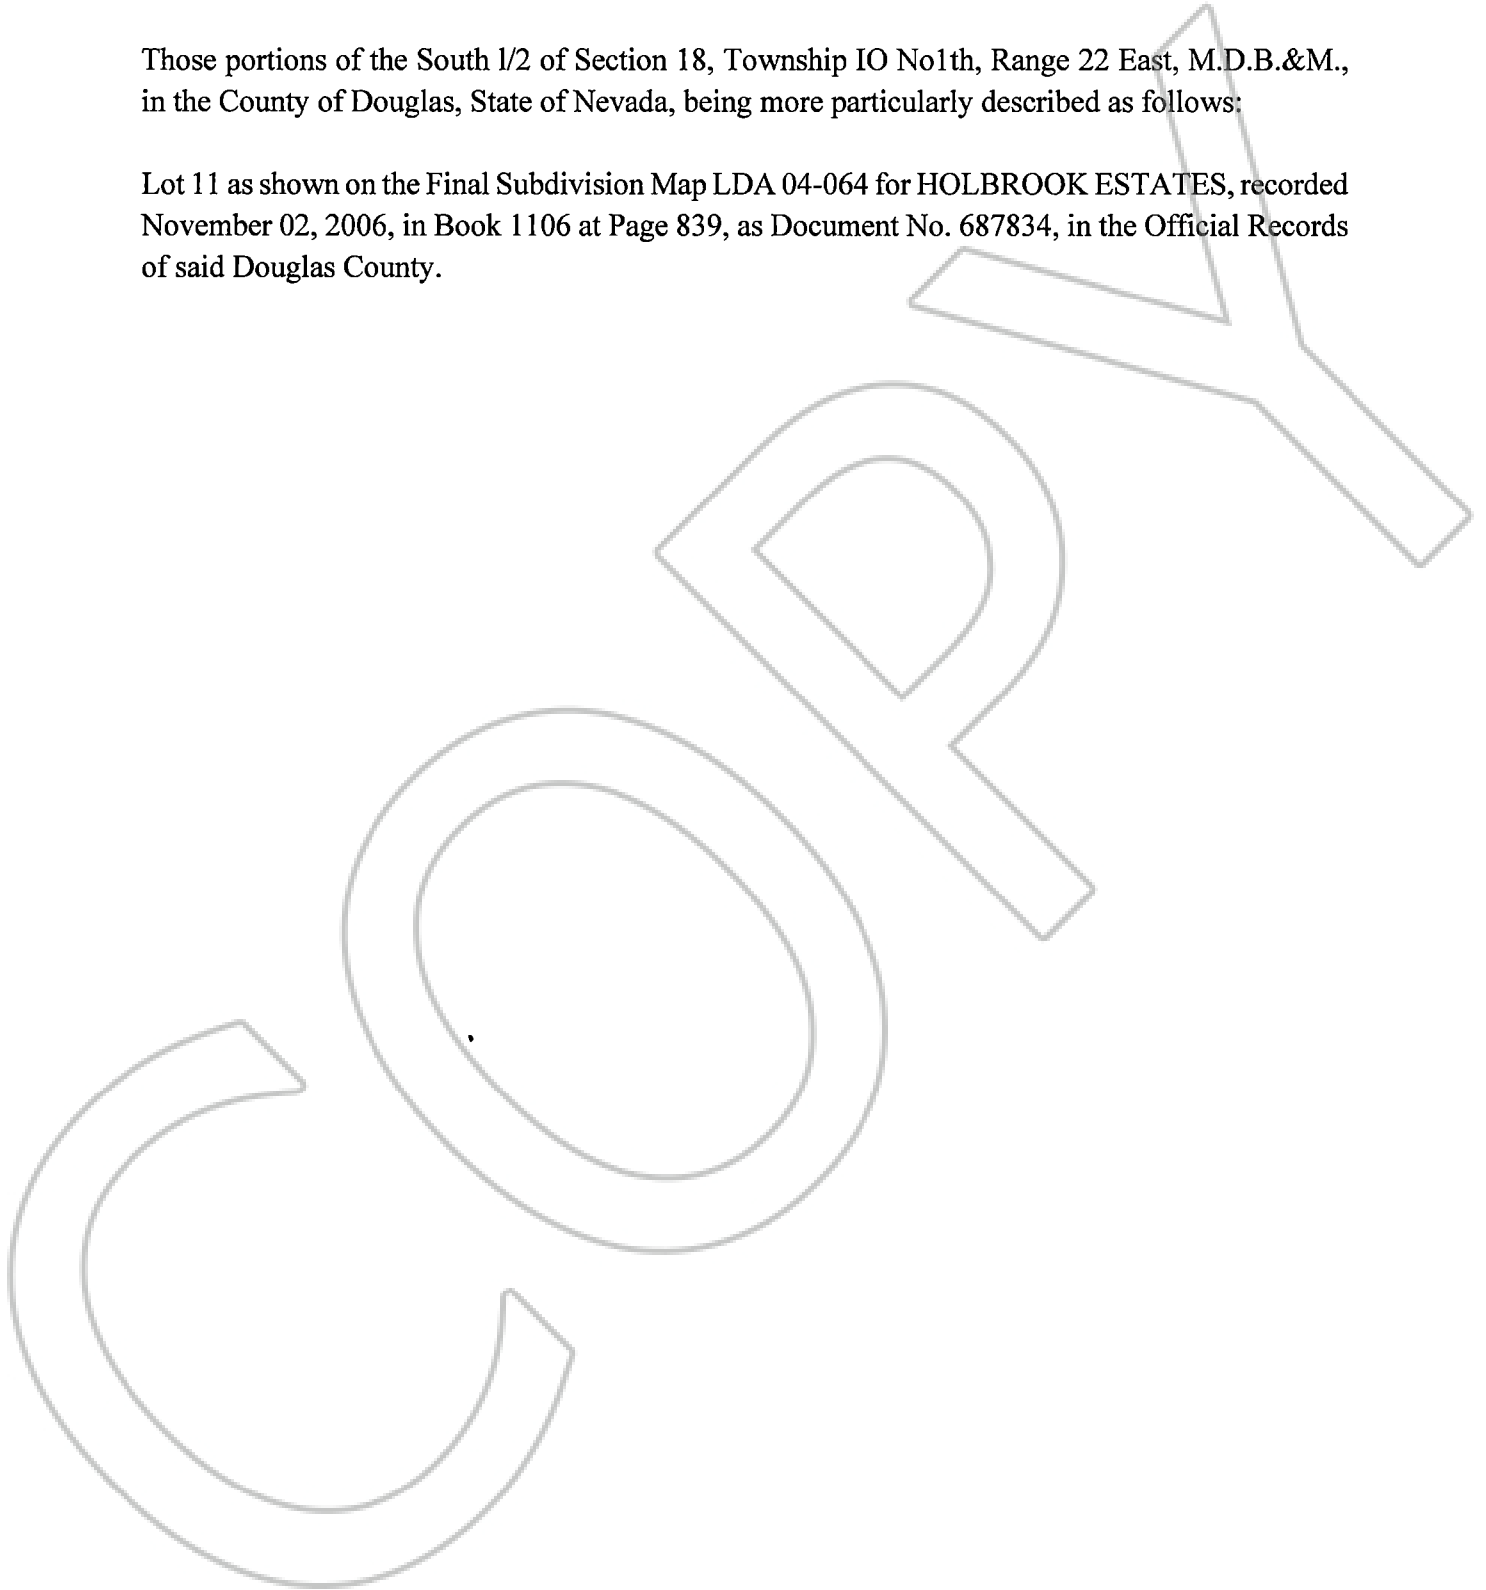 Those portions of the South l/2 of Section 18, Township IO No1th, Range 22 East, M.D.B.&M.,
in the County of Douglas, State of Nevada, being more particularly described as follows:
Lot 11 as shown on the Final Subdivision Map LDA 04-064 for HOLBROOK ESTATES, recorded
November 02, 2006, in Book 1106 at Page 839, as Document No. 687834, in the Official Records
of said Douglas County.
COPY